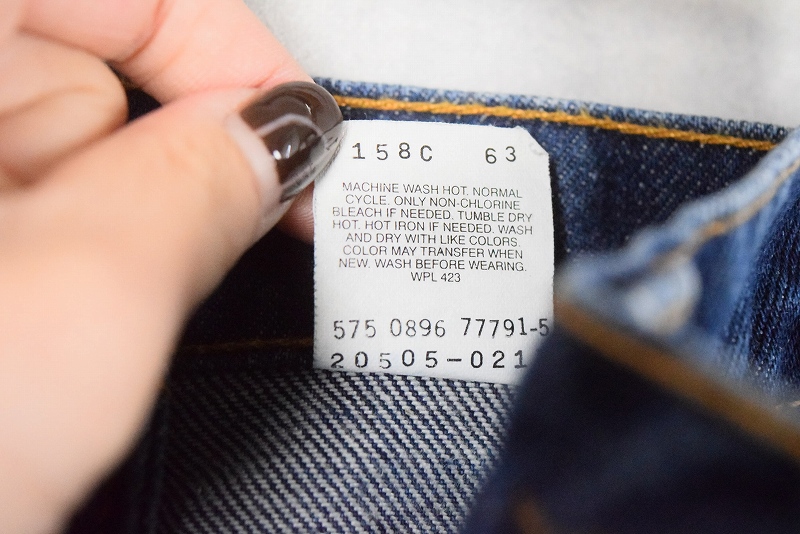 158C 63
MACHINE WASH HOT. NORMAL
CYCLE. ONLY NON-CHLORINE
BLEACH IF NEEDED. TUMBLE DRY
HOT. HOT IRON IF NEEDED. WASH
AND DRY WITH LIKE COLORS.
COLOR MAY TRANSFER WHEN
NEW. WASH BEFORE WEARING.
WPL 423
575 0896 77791-5
20505-021